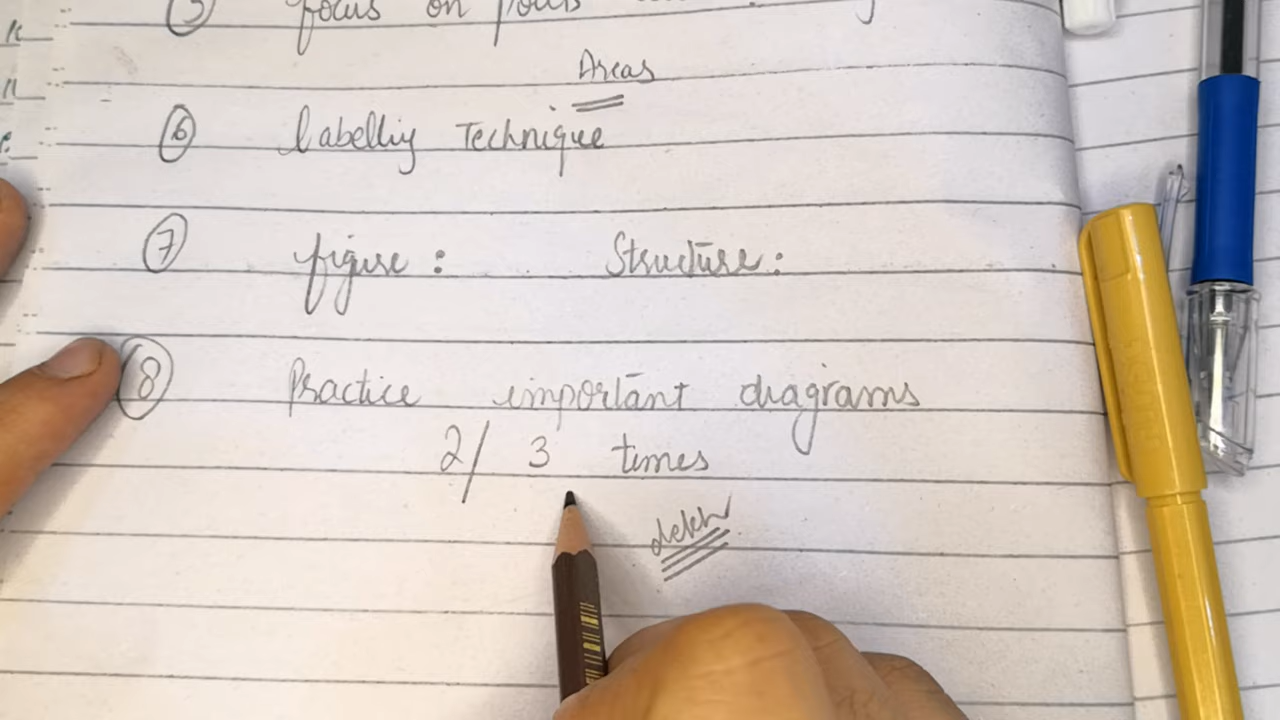 5 focus on
Areas
6 labelling Technique
7 figure : Structure :
8 Practice important diagrams
2/ 3 times